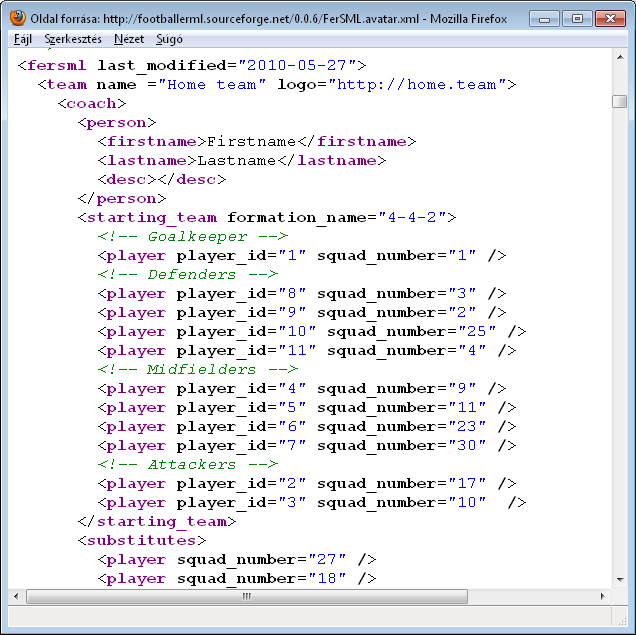 Oldal forrása: http://footballerml.sourceforge.net/0.0.6/FerSML.avatar.xml - Mozilla Firefox
Fájl Szerkesztés Nézet Súgó
<fersml last_modified="2010-05-27">
<team name ="Home team" logo="http://home.team">
<coach>
<person>
<firstname>Firstname</firstname>
<lastname>Lastname</lastname>
<desc></desc>
</person>
<starting_team formation_name="4-4-2">
<!-- Goalkeeper -->
<player player_id="1" squad_number="1" />
<!-- Defenders -->
<player player_id="8" squad_number="3" />
<player player_id="9" squad_number="2" />
<player player_id="10" squad_number="25" />
<player player_id="11" squad_number="4" />
<!-- Midfielders -->
<player player_id="4" squad_number="9" />
<player player_id="5" squad_number="11" />
<player player_id="6" squad_number="23" />
<player player_id="7" squad_number="30" />
<!-- Attackers -->
<player player_id="2" squad_number="17" />
<player player_id="3" squad_number="10"  />
</starting_team>
<substitutes>
<player squad_number="27" />
<player squad_number="18" />